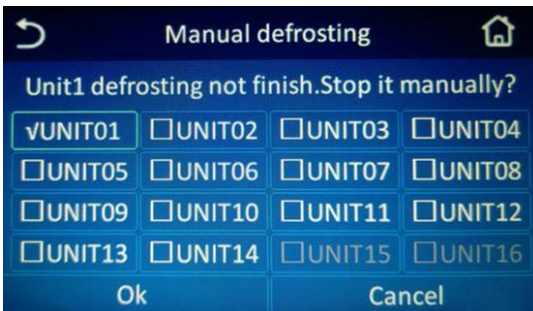 Manual defrosting
Unit1 defrosting not finish.Stop it manually?
√UNIT01 □UNIT02 □UNIT03 □UNIT04
□UNIT05 □UNIT06 □UNIT07 □UNIT08
□UNIT09 □UNIT10 □UNIT11 □UNIT12
□UNIT13 □UNIT14 □UNIT15 □UNIT16
Ok Cancel